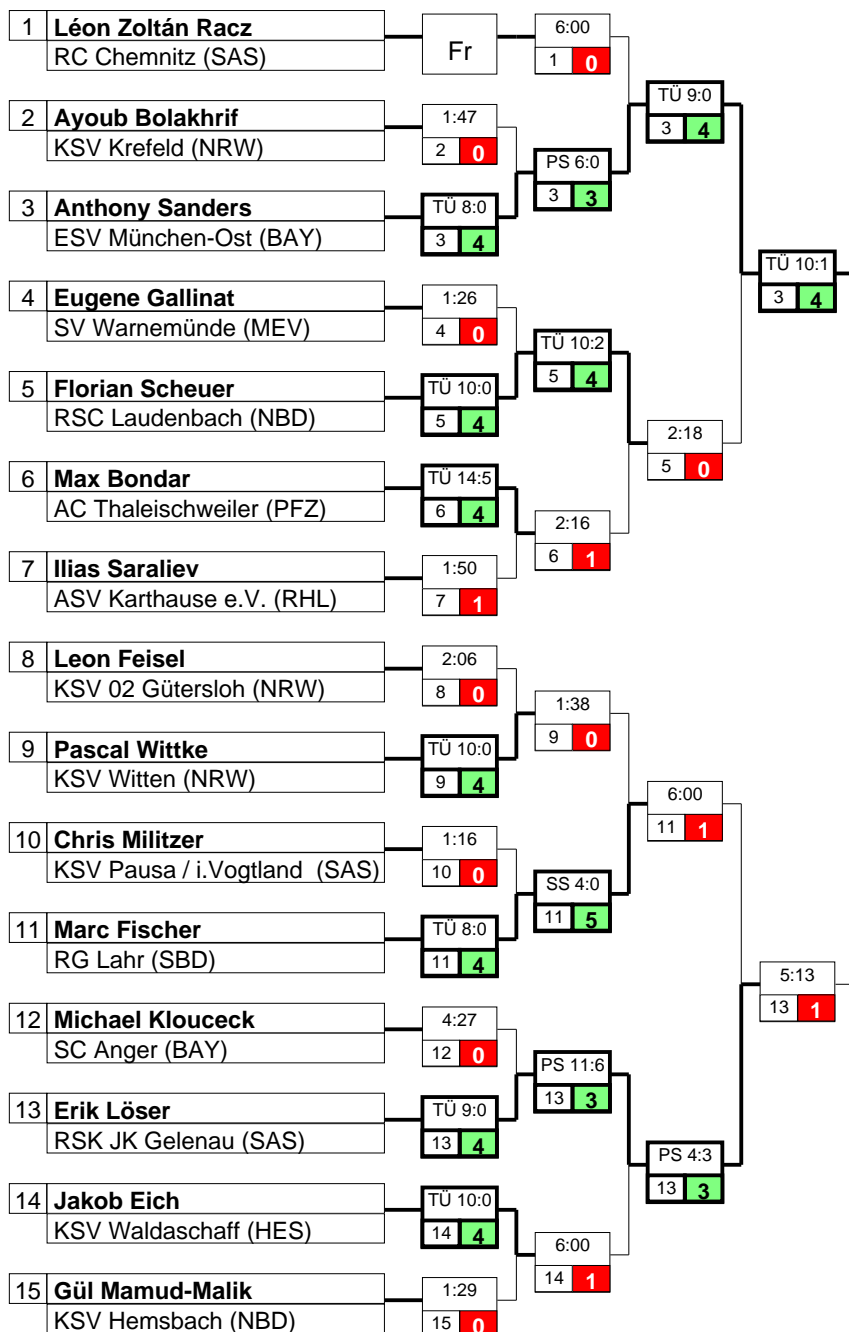 1 Léon Zoltán Racz
RC Chemnitz (SAS)
Fr
6:00
1 0
TÜ 9:0
3 4
2 Ayoub Bolakhrif
KSV Krefeld (NRW)
1:47
2 0
PS 6:0
3 3
3 Anthony Sanders
ESV München-Ost (BAY)
TÜ 8:0
3 4
TÜ 10:1
3 4
4 Eugene Gallinat
SV Warnemünde (MEV)
1:26
4 0
TÜ 10:2
5 4
5 Florian Scheuer
RSC Laudenbach (NBD)
TÜ 10:0
5 4
2:18
5 0
6 Max Bondar
AC Thaleischweiler (PFZ)
TÜ 14:5
6 4
2:16
6 1
7 Ilias Saraliev
ASV Karthause e.V. (RHL)
1:50
7 1
8 Leon Feisel
KSV 02 Gütersloh (NRW)
2:06
8 0
1:38
9 0
9 Pascal Wittke
KSV Witten (NRW)
TÜ 10:0
9 4
6:00
11 1
10 Chris Militzer
KSV Pausa / i.Vogtland (SAS)
1:16
10 0
SS 4:0
11 5
11 Marc Fischer
RG Lahr (SBD)
TÜ 8:0
11 4
5:13
13 1
12 Michael Klouceck
SC Anger (BAY)
4:27
12 0
PS 11:6
13 3
13 Erik Löser
RSK JK Gelenau (SAS)
TÜ 9:0
13 4
PS 4:3
13 3
14 Jakob Eich
KSV Waldaschaff (HES)
TÜ 10:0
14 4
6:00
14 1
15 Gül Mamud-Malik
KSV Hemsbach (NBD)
1:29
15 0